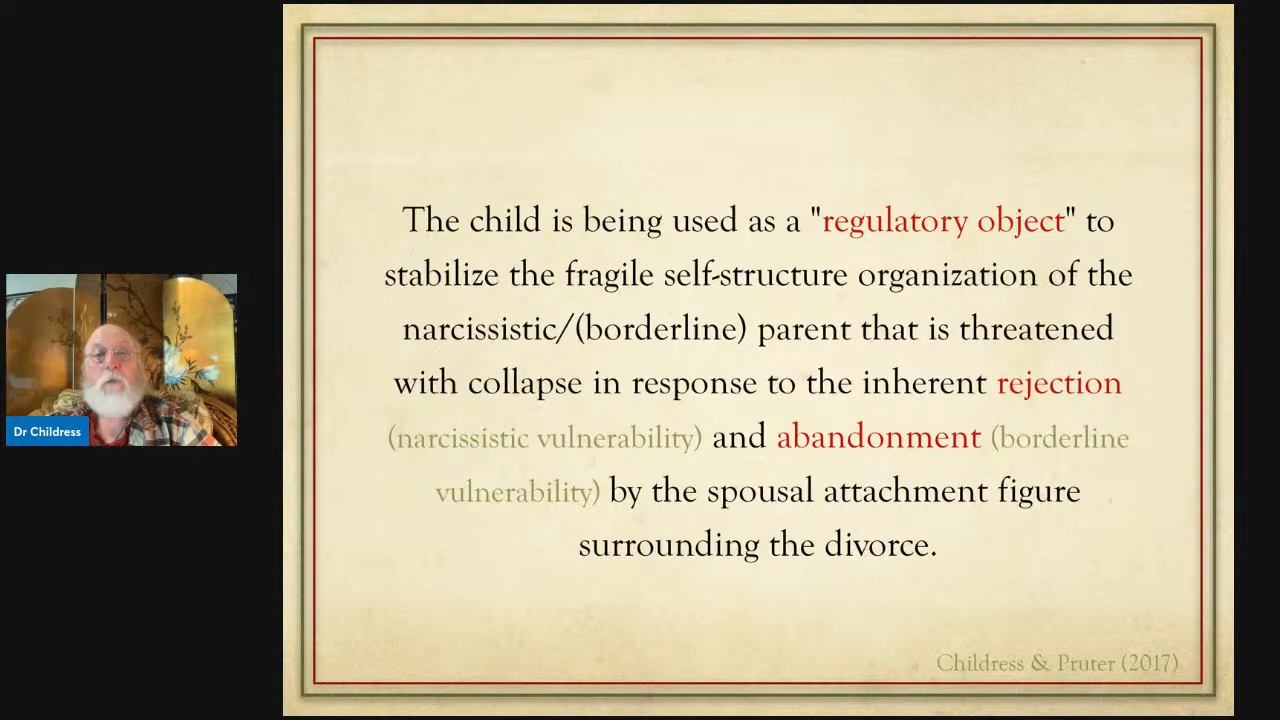 The child is being used as a "regulatory object" to
stabilize the fragile self-structure organization of the
narcissistic/(borderline) parent that is threatened
with collapse in response to the inherent rejection
(narcissistic vulnerability) and abandonment (borderline
vulnerability) by the spousal attachment figure
surrounding the divorce.
Dr Childress
Childress & Pruter (2017)